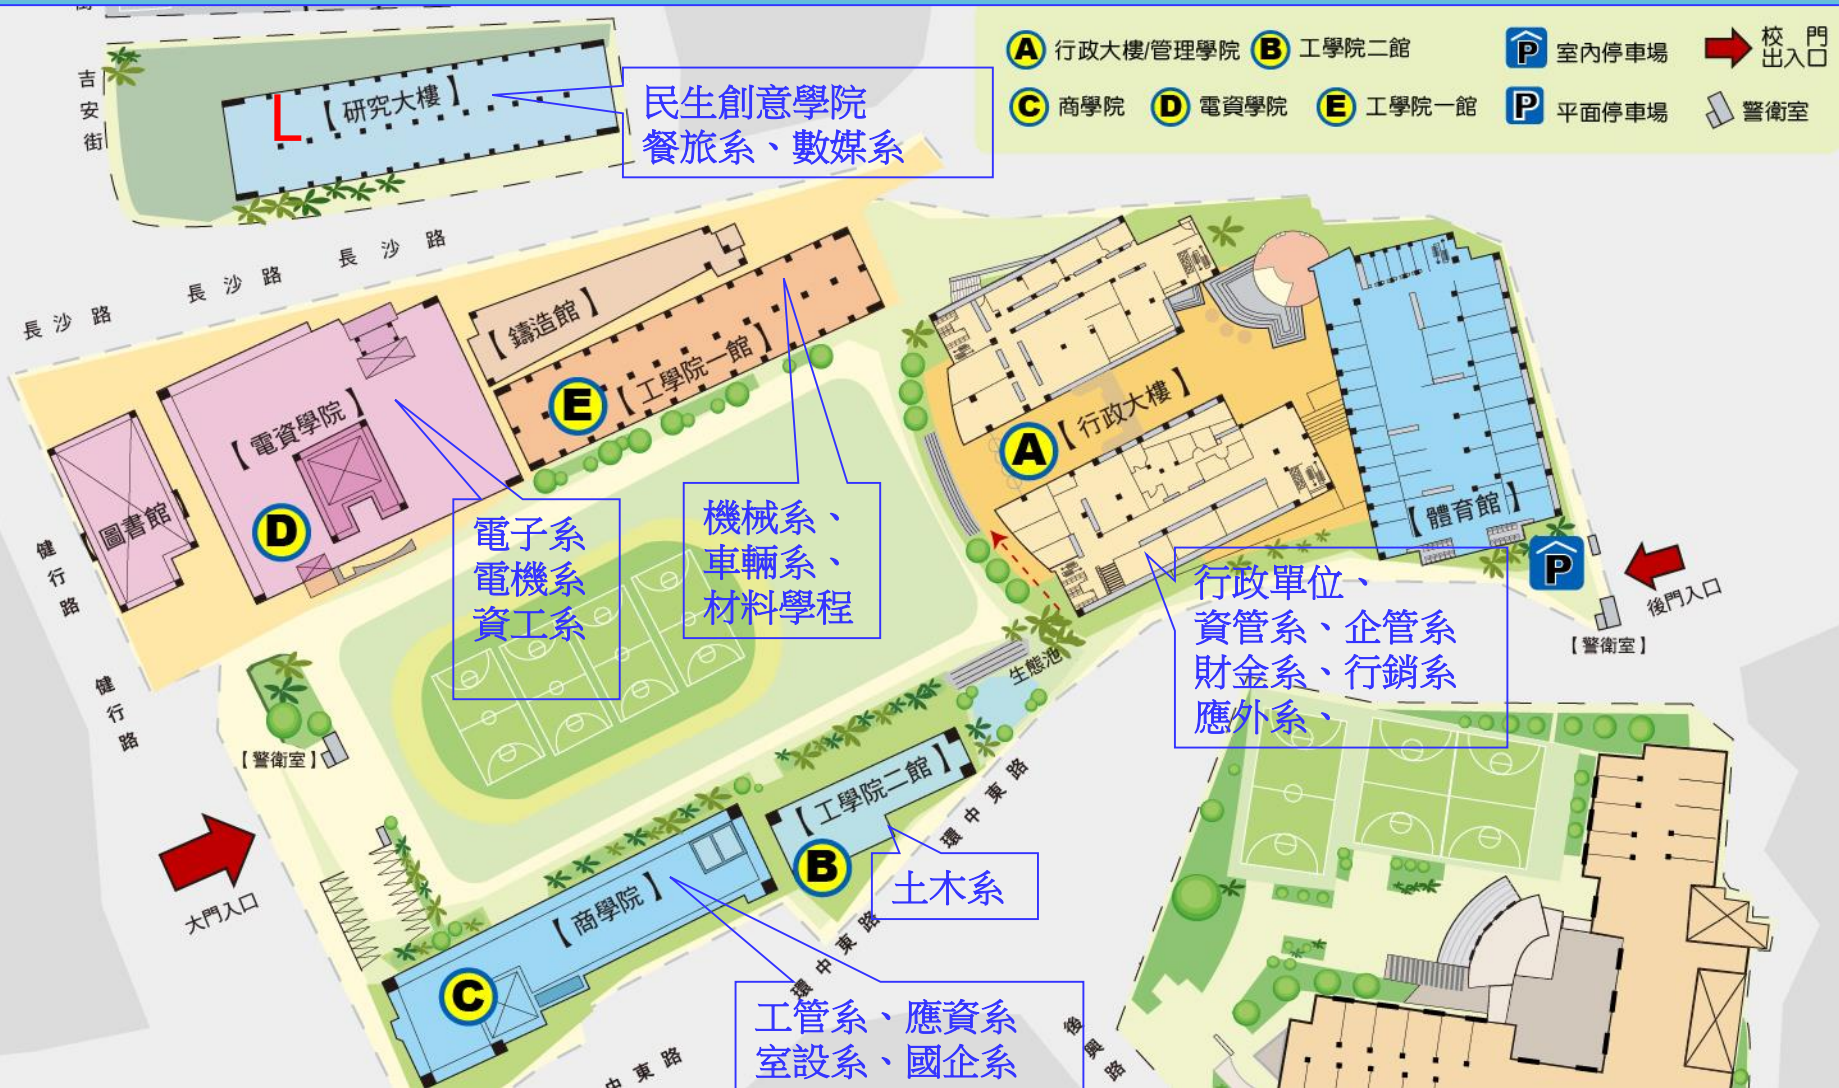 A 行政大樓/管理學院
B 工學院二館
P 室內停車場
校門出入口
C 商學院
D 電資學院
E 工學院一館
P 平面停車場
警衛室
吉安街
【研究大樓】
L
民生創意學院
餐旅系、數媒系
長沙路
長沙路
長沙路
【鑄造館】
【工學院一館】
E
【電資學院】
D
圖書館
電子系
電機系
資工系
機械系、
車輛系、
材料學程
【行政大樓】
A
【體育館】
P
後門入口
【警衛室】
行政單位、
資管系、企管系
財金系、行銷系
應外系、
健行路
健行路
生態池
【警衛室】
大門入口
【工學院二館】
B
土木系
環中東路
環中東路
中東路
【商學院】
C
工管系、應資系
室設系、國企系
後興路